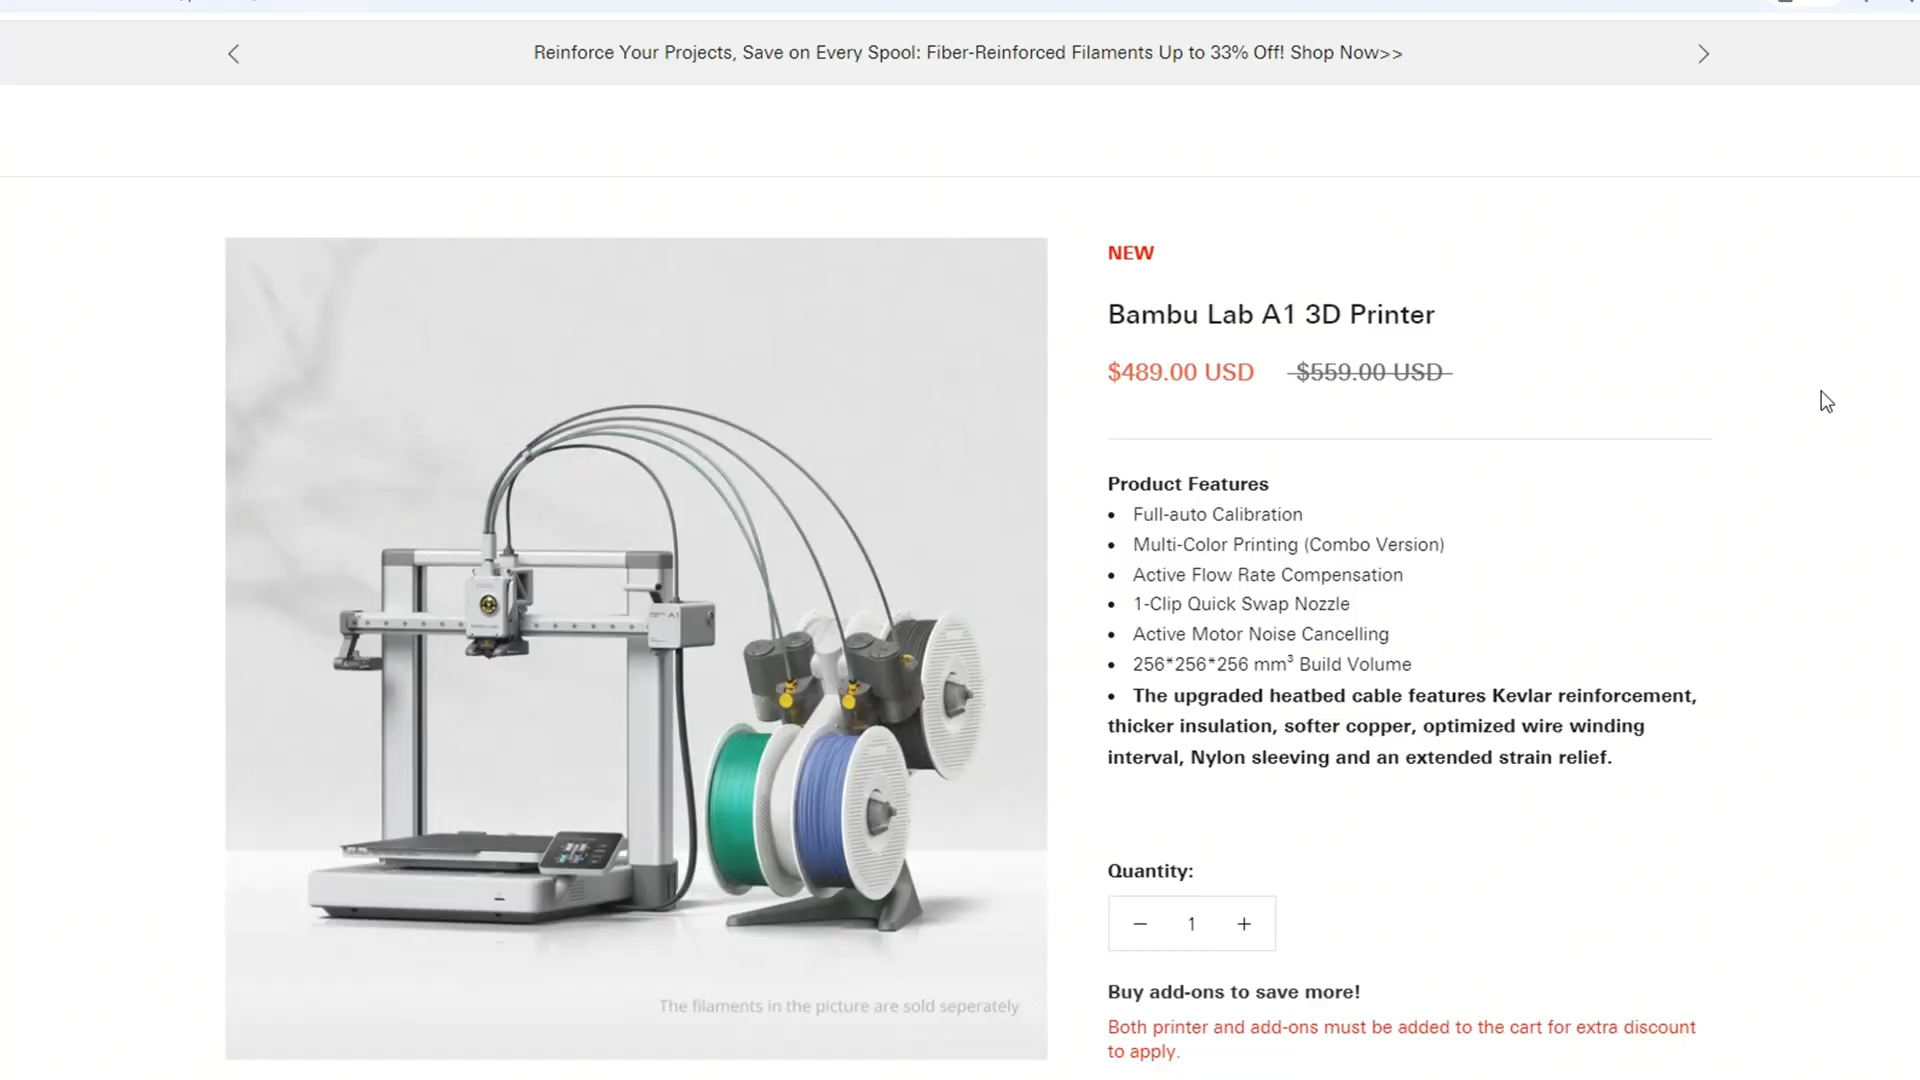 Reinforce Your Projects, Save on Every Spool: Fiber-Reinforced Filaments Up to 33% Off! Shop Now>>
NEW
Bambu Lab A1 3D Printer
$489.00 USD $559.00 USD
Product Features
• Full-auto Calibration
• Multi-Color Printing (Combo Version)
• Active Flow Rate Compensation
• 1-Clip Quick Swap Nozzle
• Active Motor Noise Cancelling
• 256*256*256 mm³ Build Volume
• The upgraded heatbed cable features Kevlar reinforcement,
thicker insulation, softer copper, optimized wire winding
interval, Nylon sleeving and an extended strain relief.
A1
The filaments in the picture are sold seperately
Quantity:
− 1 +
Buy add-ons to save more!
Both printer and add-ons must be added to the cart for extra discount
to apply.